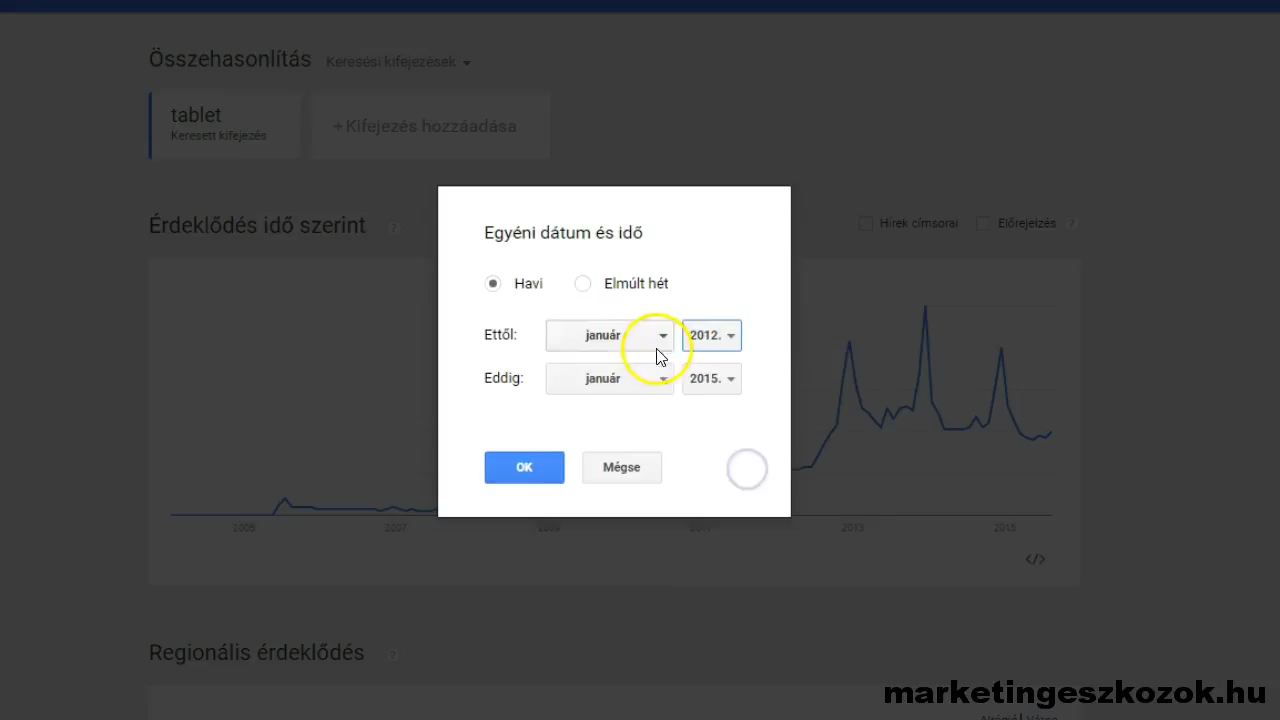 Összehasonlítás Keresési kifejezések
tablet
Keresett kifejezés
+Kifejezés hozzáadása
Érdeklődés idő szerint ?
Hírek címsorai Előrejelzés ?
Egyéni dátum és idő
Havi Elmúlt hét
Ettől: január 2012.
Eddig: január 2015.
OK Mégse
2005 2007 2009 2011 2013 2015
</>
Regionális érdeklődés ?
marketingeszkozok.hu